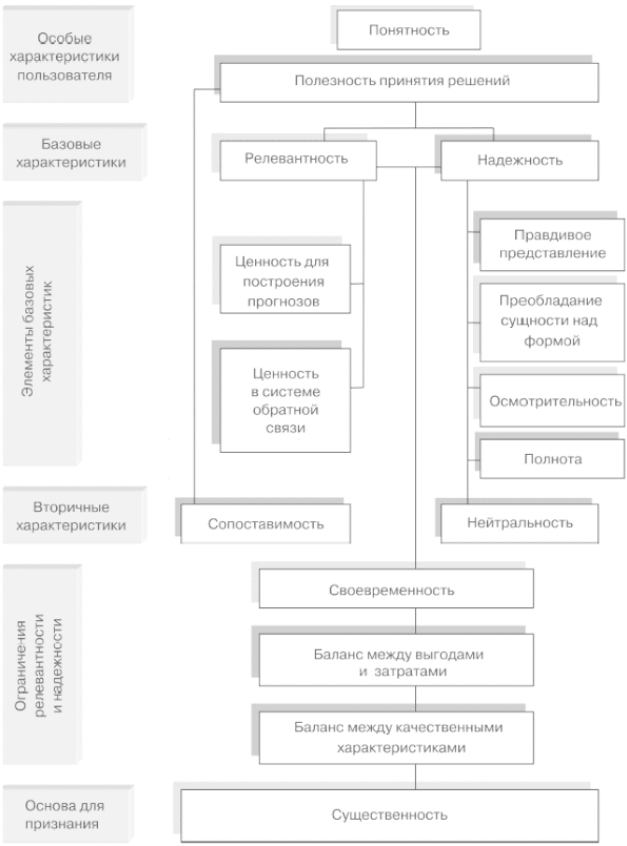 Особые
характеристики
пользователя
Понятность
Полезность принятия решений
Базовые
характеристики
Релевантность
Надежность
Элементы базовых
характеристик
Ценность для
построения
прогнозов
Ценность
в системе
обратной
связи
Правдивое
представление
Преобладание
сущности над
формой
Осмотрительность
Полнота
Вторичные
характеристики
Сопоставимость
Нейтральность
Ограничения
релевантности
и надежности
Своевременность
Баланс между выгодами
и затратами
Баланс между качественными
характеристиками
Основа для
признания
Существенность